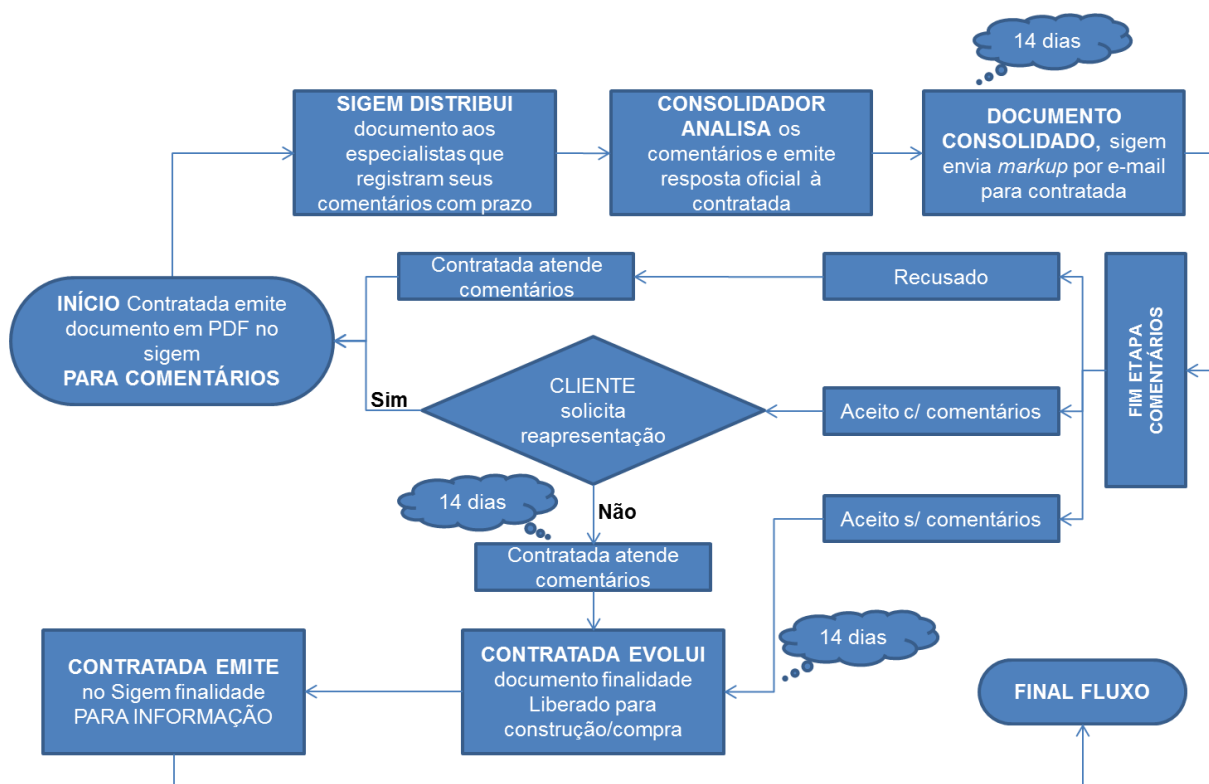 14 dias
SIGEM DISTRIBUI
documento aos
especialistas que
registram seus
comentários com prazo
CONSOLIDADOR
ANALISA os
comentários e emite
resposta oficial à
contratada
DOCUMENTO
CONSOLIDADO, sigem
envia markup por e-mail
para contratada
INÍCIO Contratada emite
documento em PDF no
sigem
PARA COMENTÁRIOS
Contratada atende
comentários
Recusado
FIM ETAPA
COMENTÁRIOS
Sim
CLIENTE
solicita
reapresentação
Aceito c/ comentários
14 dias
Não
Aceito s/ comentários
Contratada atende
comentários
14 dias
CONTRATADA EMITE
no Sigem finalidade
PARA INFORMAÇÃO
CONTRATADA EVOLUI
documento finalidade
Liberado para
construção/compra
FINAL FLUXO